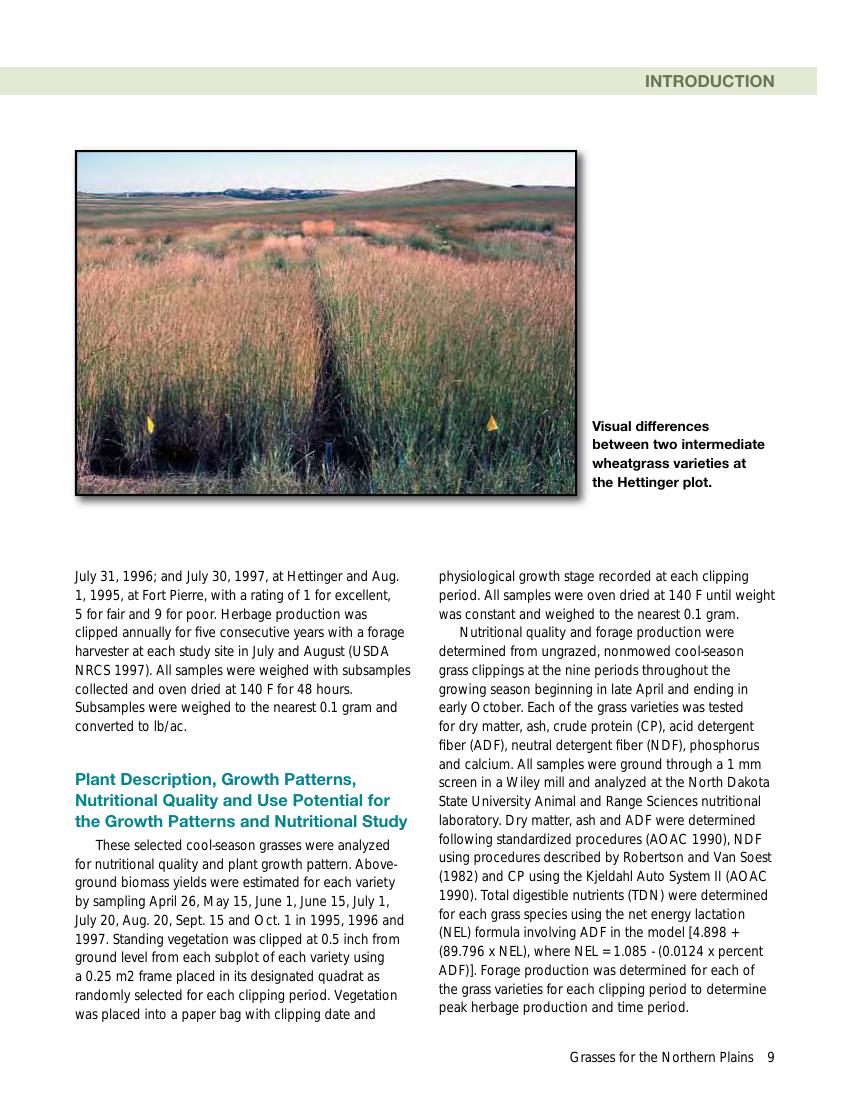 INTRODUCTION
Visual differences
between two intermediate
wheatgrass varieties at
the Hettinger plot.
July 31, 1996; and July 30, 1997, at Hettinger and Aug.
1, 1995, at Fort Pierre, with a rating of 1 for excellent,
5 for fair and 9 for poor. Herbage production was
clipped annually for five consecutive years with a forage
harvester at each study site in July and August (USDA
NRCS 1997). All samples were weighed with subsamples
collected and oven dried at 140 F for 48 hours.
Subsamples were weighed to the nearest 0.1 gram and
converted to lb/ac.
Plant Description, Growth Patterns,
Nutritional Quality and Use Potential for
the Growth Patterns and Nutritional Study
These selected cool-season grasses were analyzed
for nutritional quality and plant growth pattern. Above-
ground biomass yields were estimated for each variety
by sampling April 26, May 15, June 1, June 15, July 1,
July 20, Aug. 20, Sept. 15 and Oct. 1 in 1995, 1996 and
1997. Standing vegetation was clipped at 0.5 inch from
ground level from each subplot of each variety using
a 0.25 m2 frame placed in its designated quadrat as
randomly selected for each clipping period. Vegetation
was placed into a paper bag with clipping date and
physiological growth stage recorded at each clipping
period. All samples were oven dried at 140 F until weight
was constant and weighed to the nearest 0.1 gram.
Nutritional quality and forage production were
determined from ungrazed, nonmowed cool-season
grass clippings at the nine periods throughout the
growing season beginning in late April and ending in
early October. Each of the grass varieties was tested
for dry matter, ash, crude protein (CP), acid detergent
fiber (ADF), neutral detergent fiber (NDF), phosphorus
and calcium. All samples were ground through a 1 mm
screen in a Wiley mill and analyzed at the North Dakota
State University Animal and Range Sciences nutritional
laboratory. Dry matter, ash and ADF were determined
following standardized procedures (AOAC 1990), NDF
using procedures described by Robertson and Van Soest
(1982) and CP using the Kjeldahl Auto System II (AOAC
1990). Total digestible nutrients (TDN) were determined
for each grass species using the net energy lactation
(NEL) formula involving ADF in the model [4.898 +
(89.796 x NEL), where NEL = 1.085 - (0.0124 x percent
ADF)]. Forage production was determined for each of
the grass varieties for each clipping period to determine
peak herbage production and time period.
Grasses for the Northern Plains 9